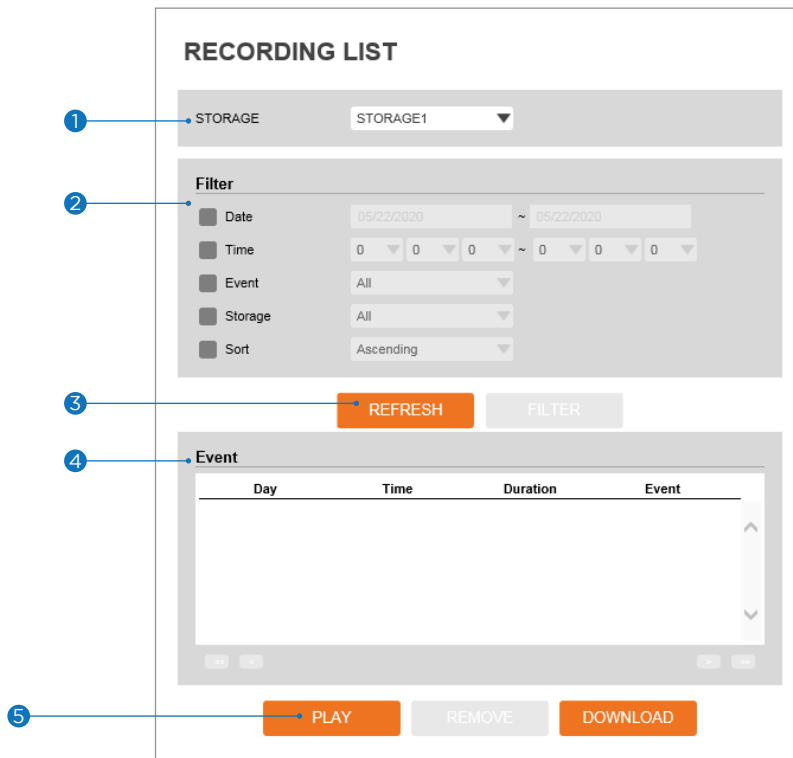 RECORDING LIST
1 STORAGE STORAGE1
Filter
2
Date 05/22/2020 ~ 05/22/2020
Time 0 0 0 ~ 0 0 0
Event All
Storage All
Sort Ascending
3 REFRESH FILTER
4 Event
Day Time Duration Event
<< < > >>
5 PLAY REMOVE DOWNLOAD